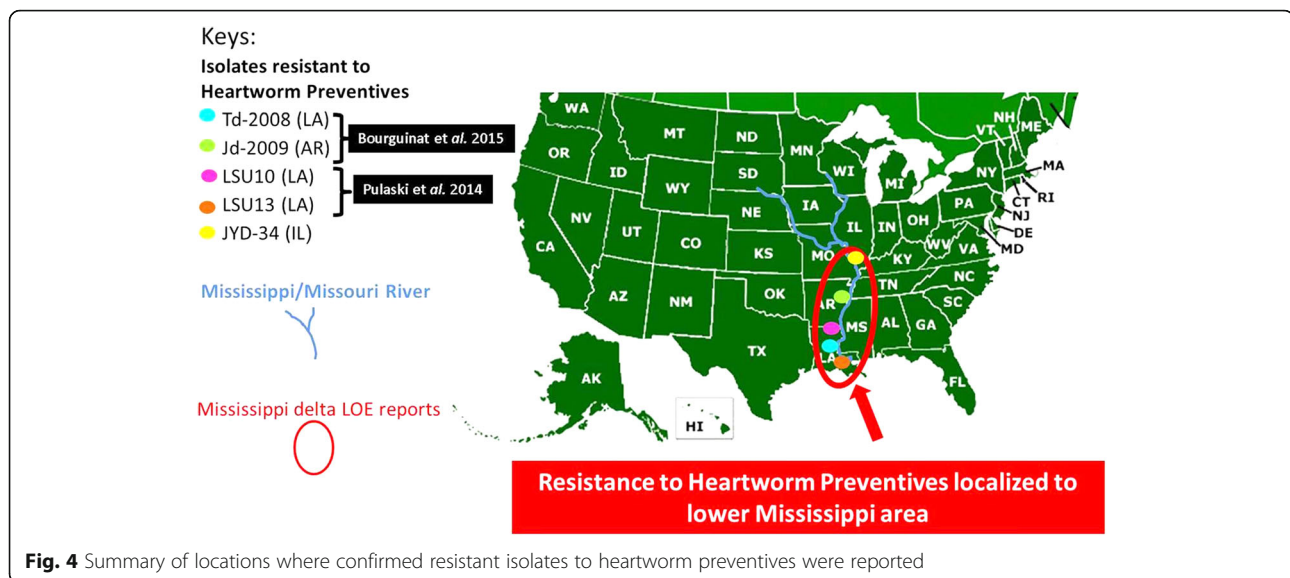 Keys:
Isolates resistant to
Heartworm Preventives
Td-2008 (LA)
Jd-2009 (AR)
Bourguinat et al. 2015
LSU10 (LA)
LSU13 (LA)
Pulaski et al. 2014
JYD-34 (IL)
Mississippi/Missouri River
Mississippi delta LOE reports
WA
MT
ND
MN
OR
ID
SD
WI
WY
MI
VT
NH
ME
NY
MA
RI
CT
NJ
PA
DE
MD
NE
IA
IL
IN
OH
WV
VA
NV
UT
CO
KS
MO
KY
CA
AZ
NM
OK
AR
TN
NC
SC
TX
LA
MS
AL
GA
FL
AK
HI
Resistance to Heartworm Preventives localized to
lower Mississippi area
Fig. 4 Summary of locations where confirmed resistant isolates to heartworm preventives were reported